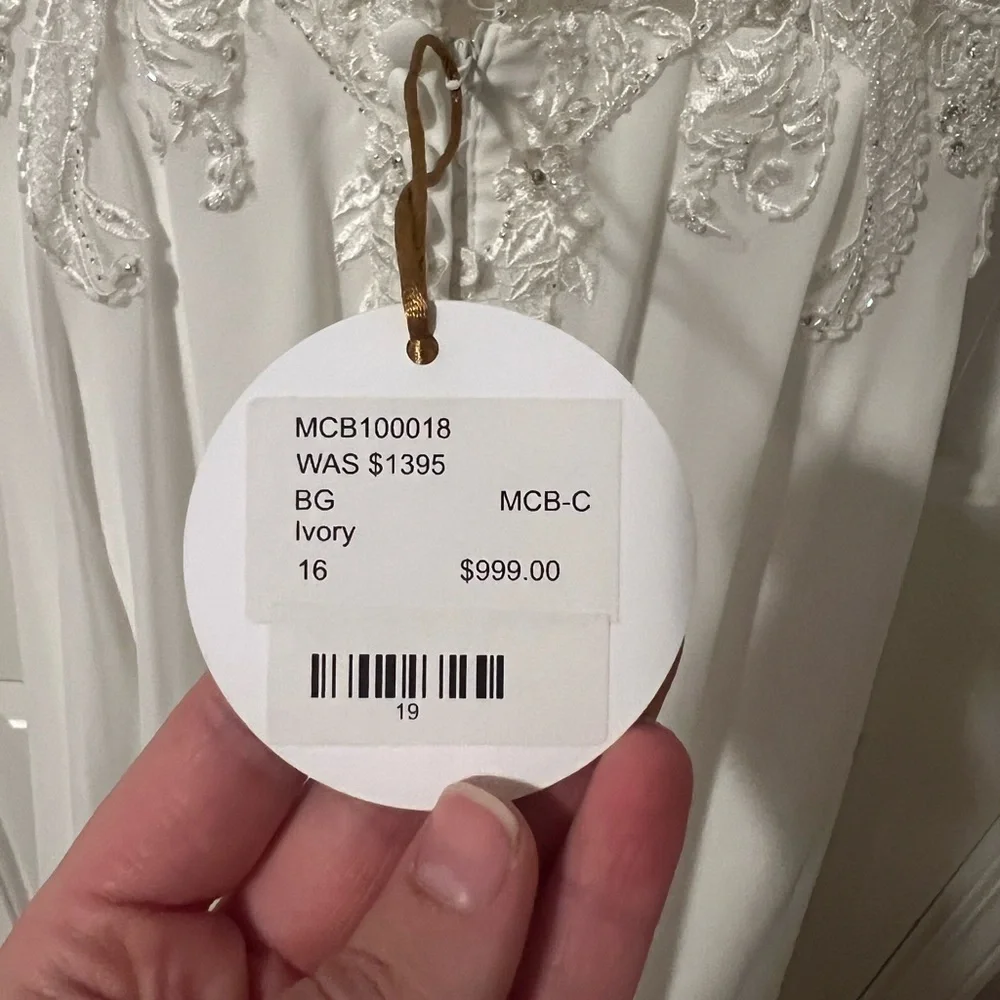 MCB100018
WAS $1395
BG MCB-C
Ivory
16 $999.00
19